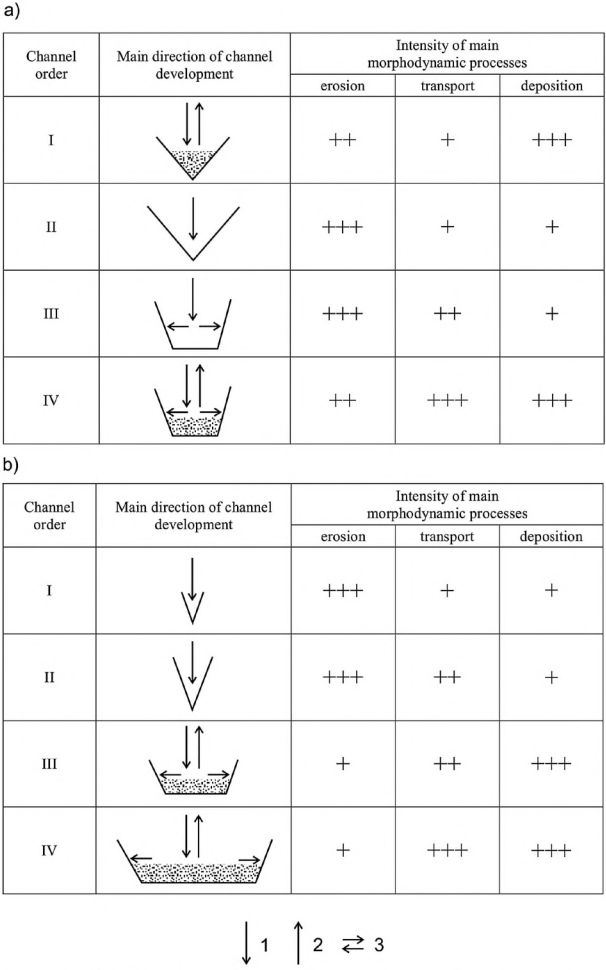 a)
Channel order Main direction of channel development Intensity of main morphodynamic processes
erosion transport deposition
I ++ + +++
II +++ + +
III +++ ++ +
IV ++ +++ +++
b)
Channel order Main direction of channel development Intensity of main morphodynamic processes
erosion transport deposition
I +++ + +
II +++ ++ +
III + ++ +++
IV + +++ +++
1 2 3